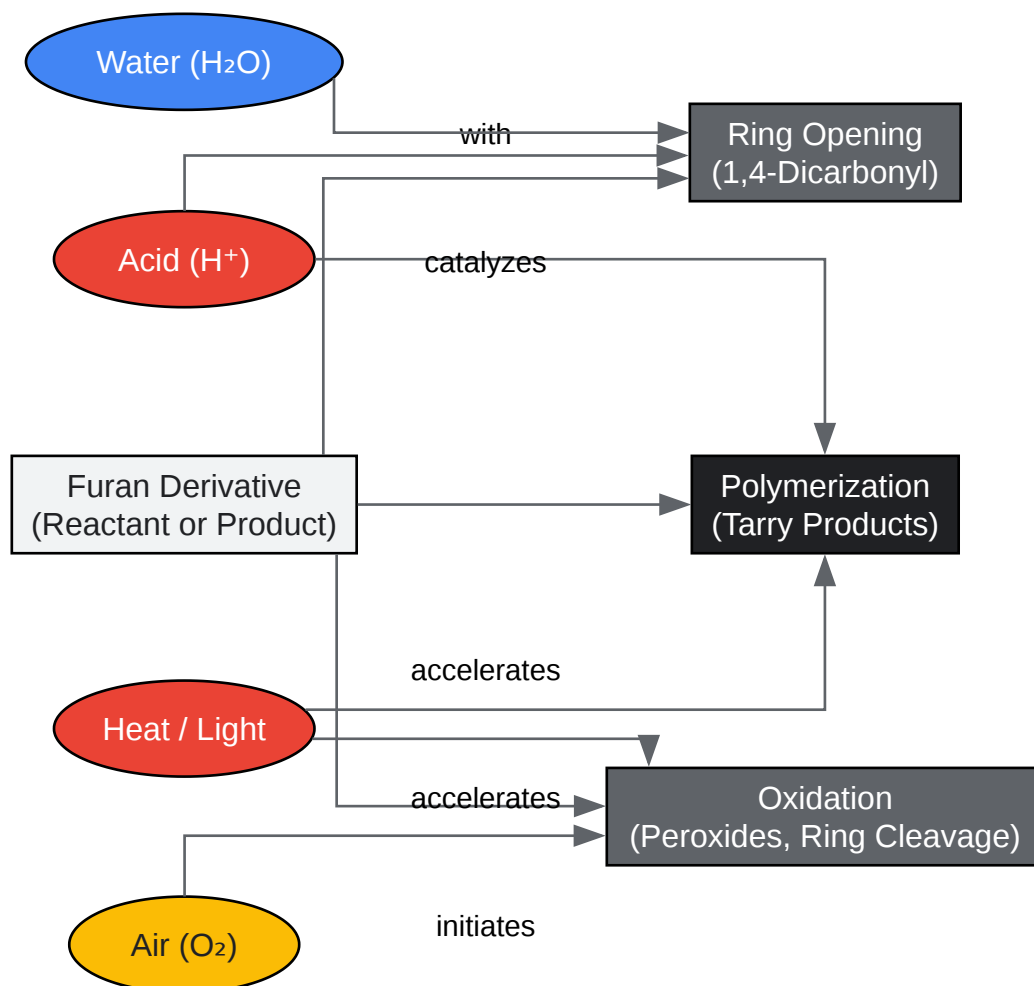 Water (H₂O)
with
Ring Opening
(1,4-Dicarbonyl)
Acid (H⁺)
catalyzes
Furan Derivative
(Reactant or Product)
Polymerization
(Tarry Products)
accelerates
Heat / Light
accelerates
Oxidation
(Peroxides, Ring Cleavage)
initiates
Air (O₂)